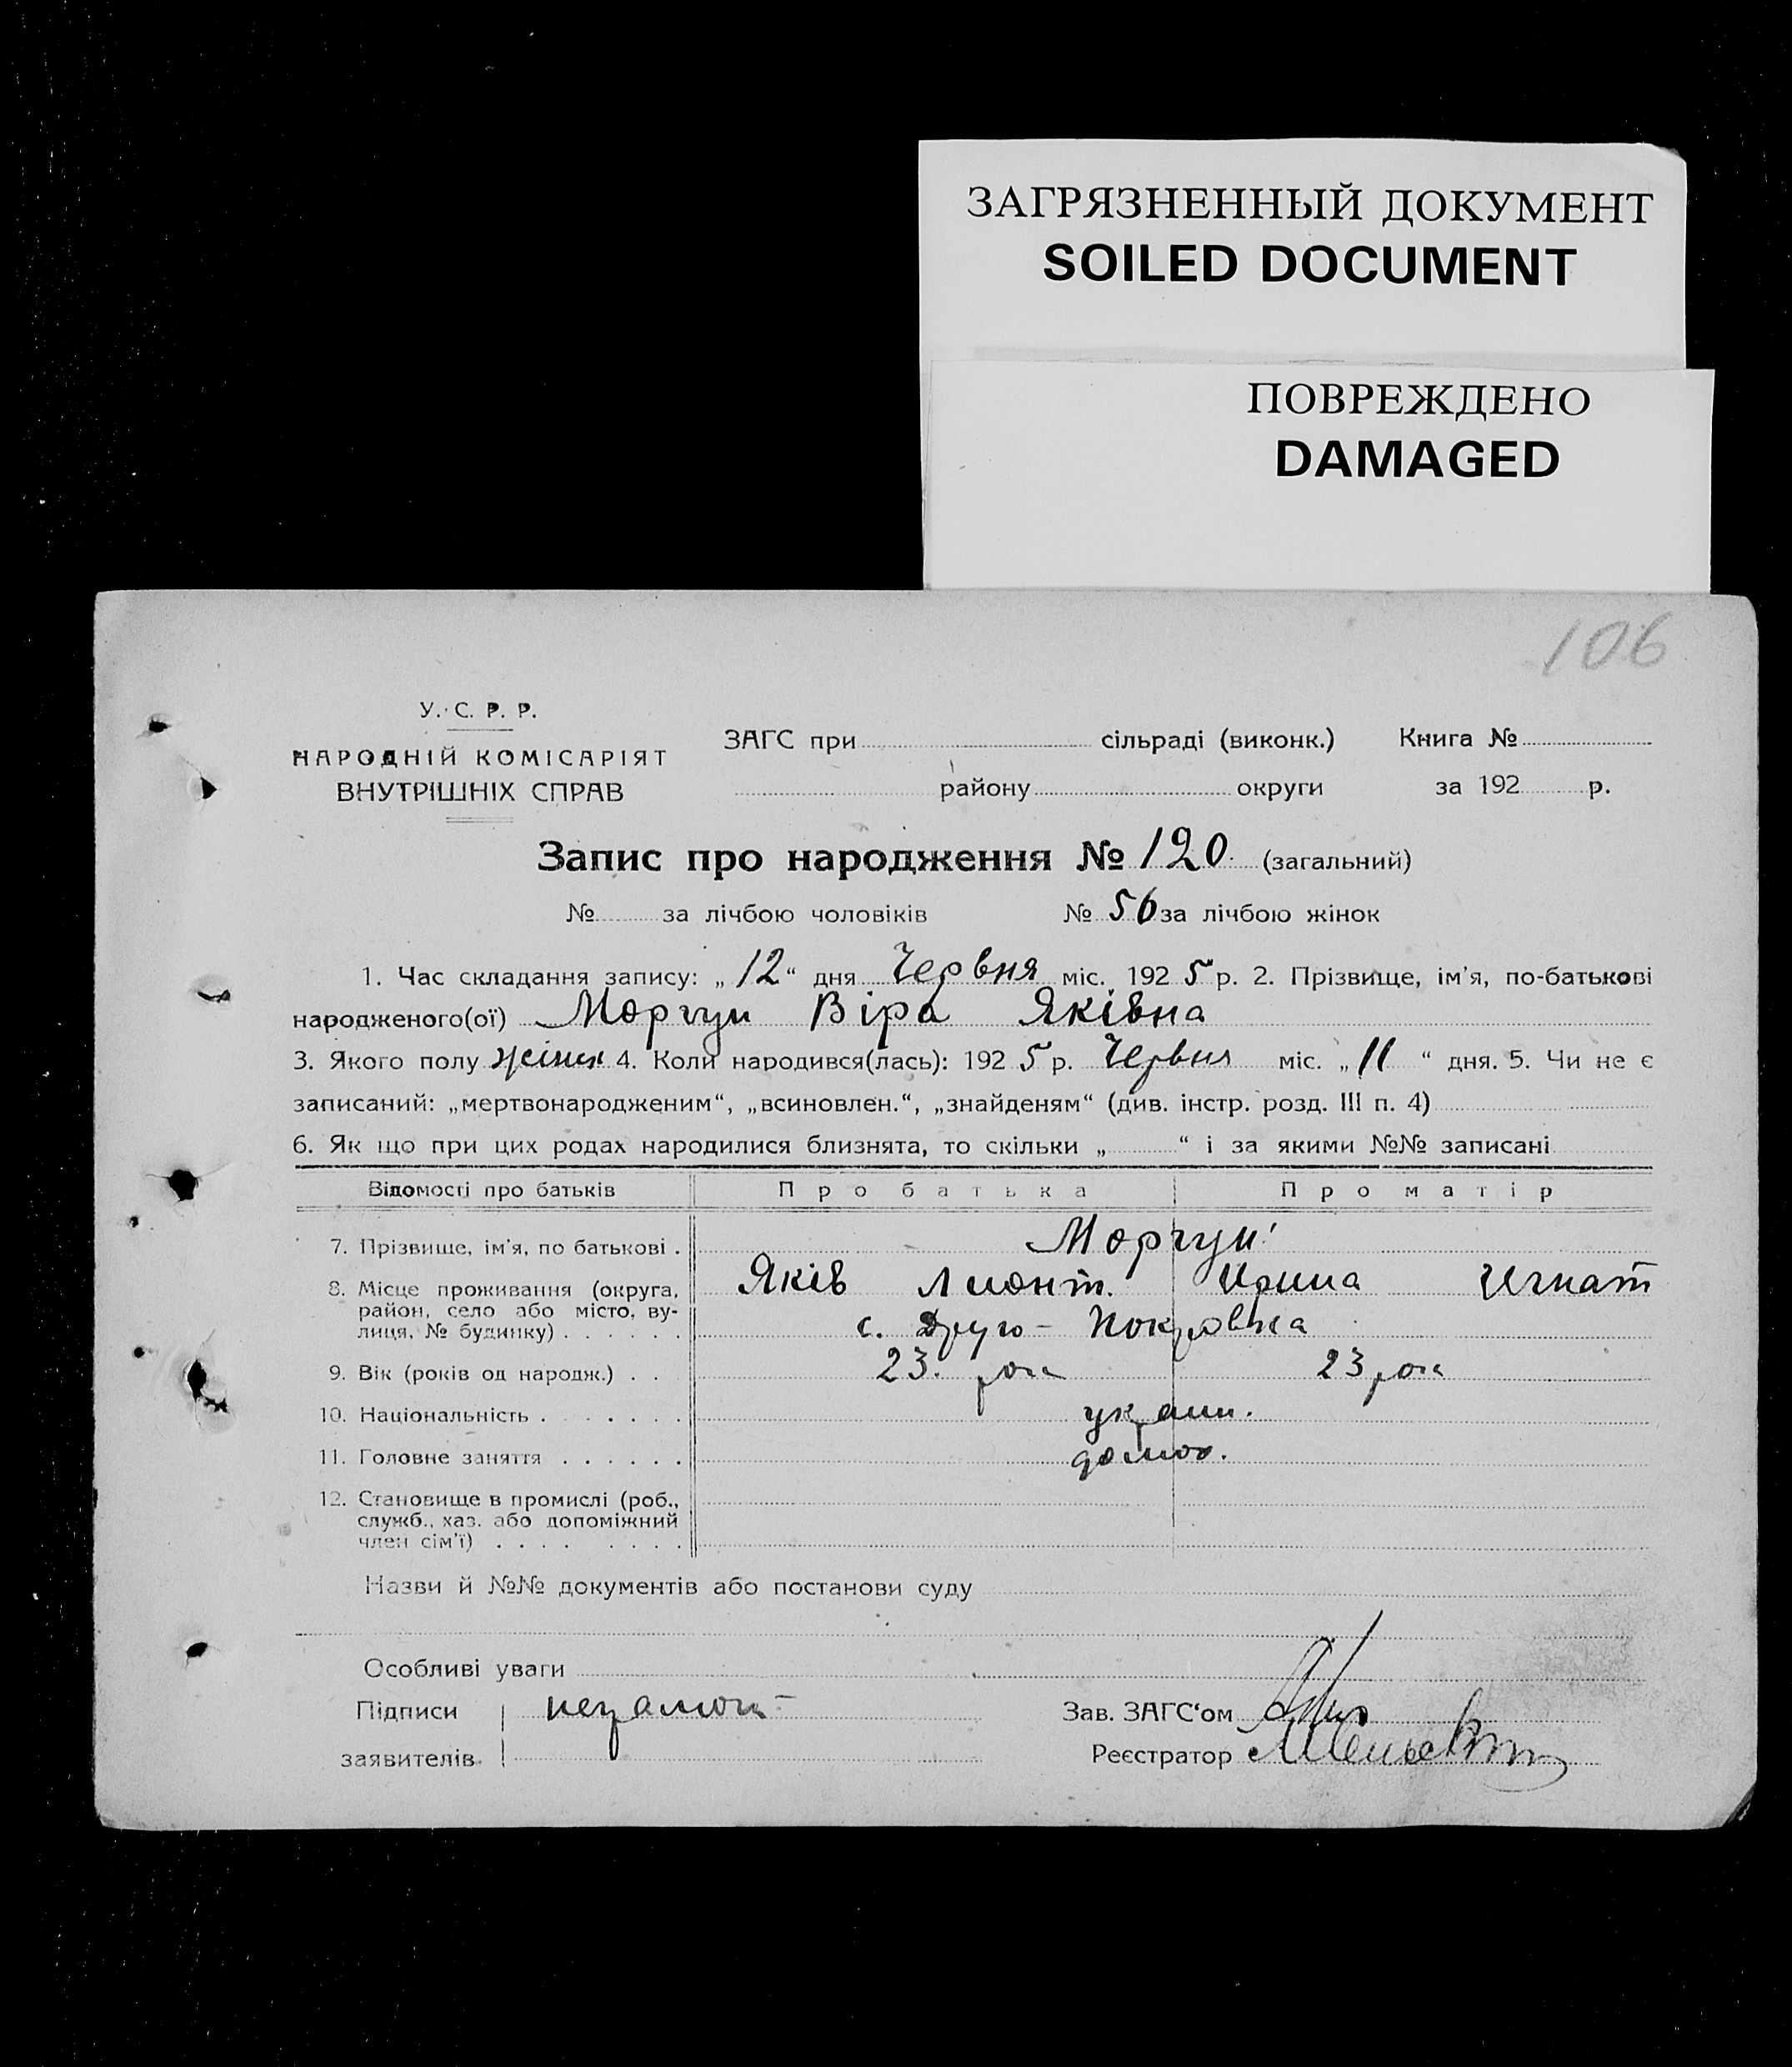 ЗАГРЯЗНЕННЫЙ ДОКУМЕНТ
SOILED DOCUMENT
ПОВРЕЖДЕНО
DAMAGED
106
У. С. Р. Р.
НАРОДНІЙ КОМІСАРІЯТ
ВНУТРІШНІХ СПРАВ
ЗАГС при сільраді (виконк.) Книга №
району округи за 192 р.
Запис про народження № 120. (загальний)
№ за лічбою чоловіків № 56 за лічбою жінок
1. Час складання запису: „12“ дня Червня міс. 1925 р. 2. Прізвище, ім'я, по-батькові
народженого(ої) Моргун Віра Яківна
3. Якого полу жіноч 4. Коли народився(лась): 1925 р. Червня міс. „11“ дня. 5. Чи не є
записаний: „мертвонародженим“, „всиновлен.“, „знайденям“ (див. інстр. розд. III п. 4)
6. Як що при цих родах народилися близнята, то скільки „ “ і за якими №№ записані
Відомості про батьків Про батька Про матір
7. Прізвище, ім'я, по батькові . Моргун
Яків Лионт. Ирина Игнат
8. Місце проживання (округа, район, село або місто, вулиця, № будинку) . . . . . . с. Друго-Покровка
9. Вік (років од народж.) . . 23. рок 23 рок
10. Національність . . . . . . . україн.
11. Головне заняття . . . . . . домог.
12. Становище в промислі (роб.,
служб., хаз. або допоміжний
член сім'ї) . . . . . . . .
Назви й №№ документів або постанови суду
Особливі уваги
Підписи незамож-
заявителів
Зав. ЗАГС‘ом
Реєстратор